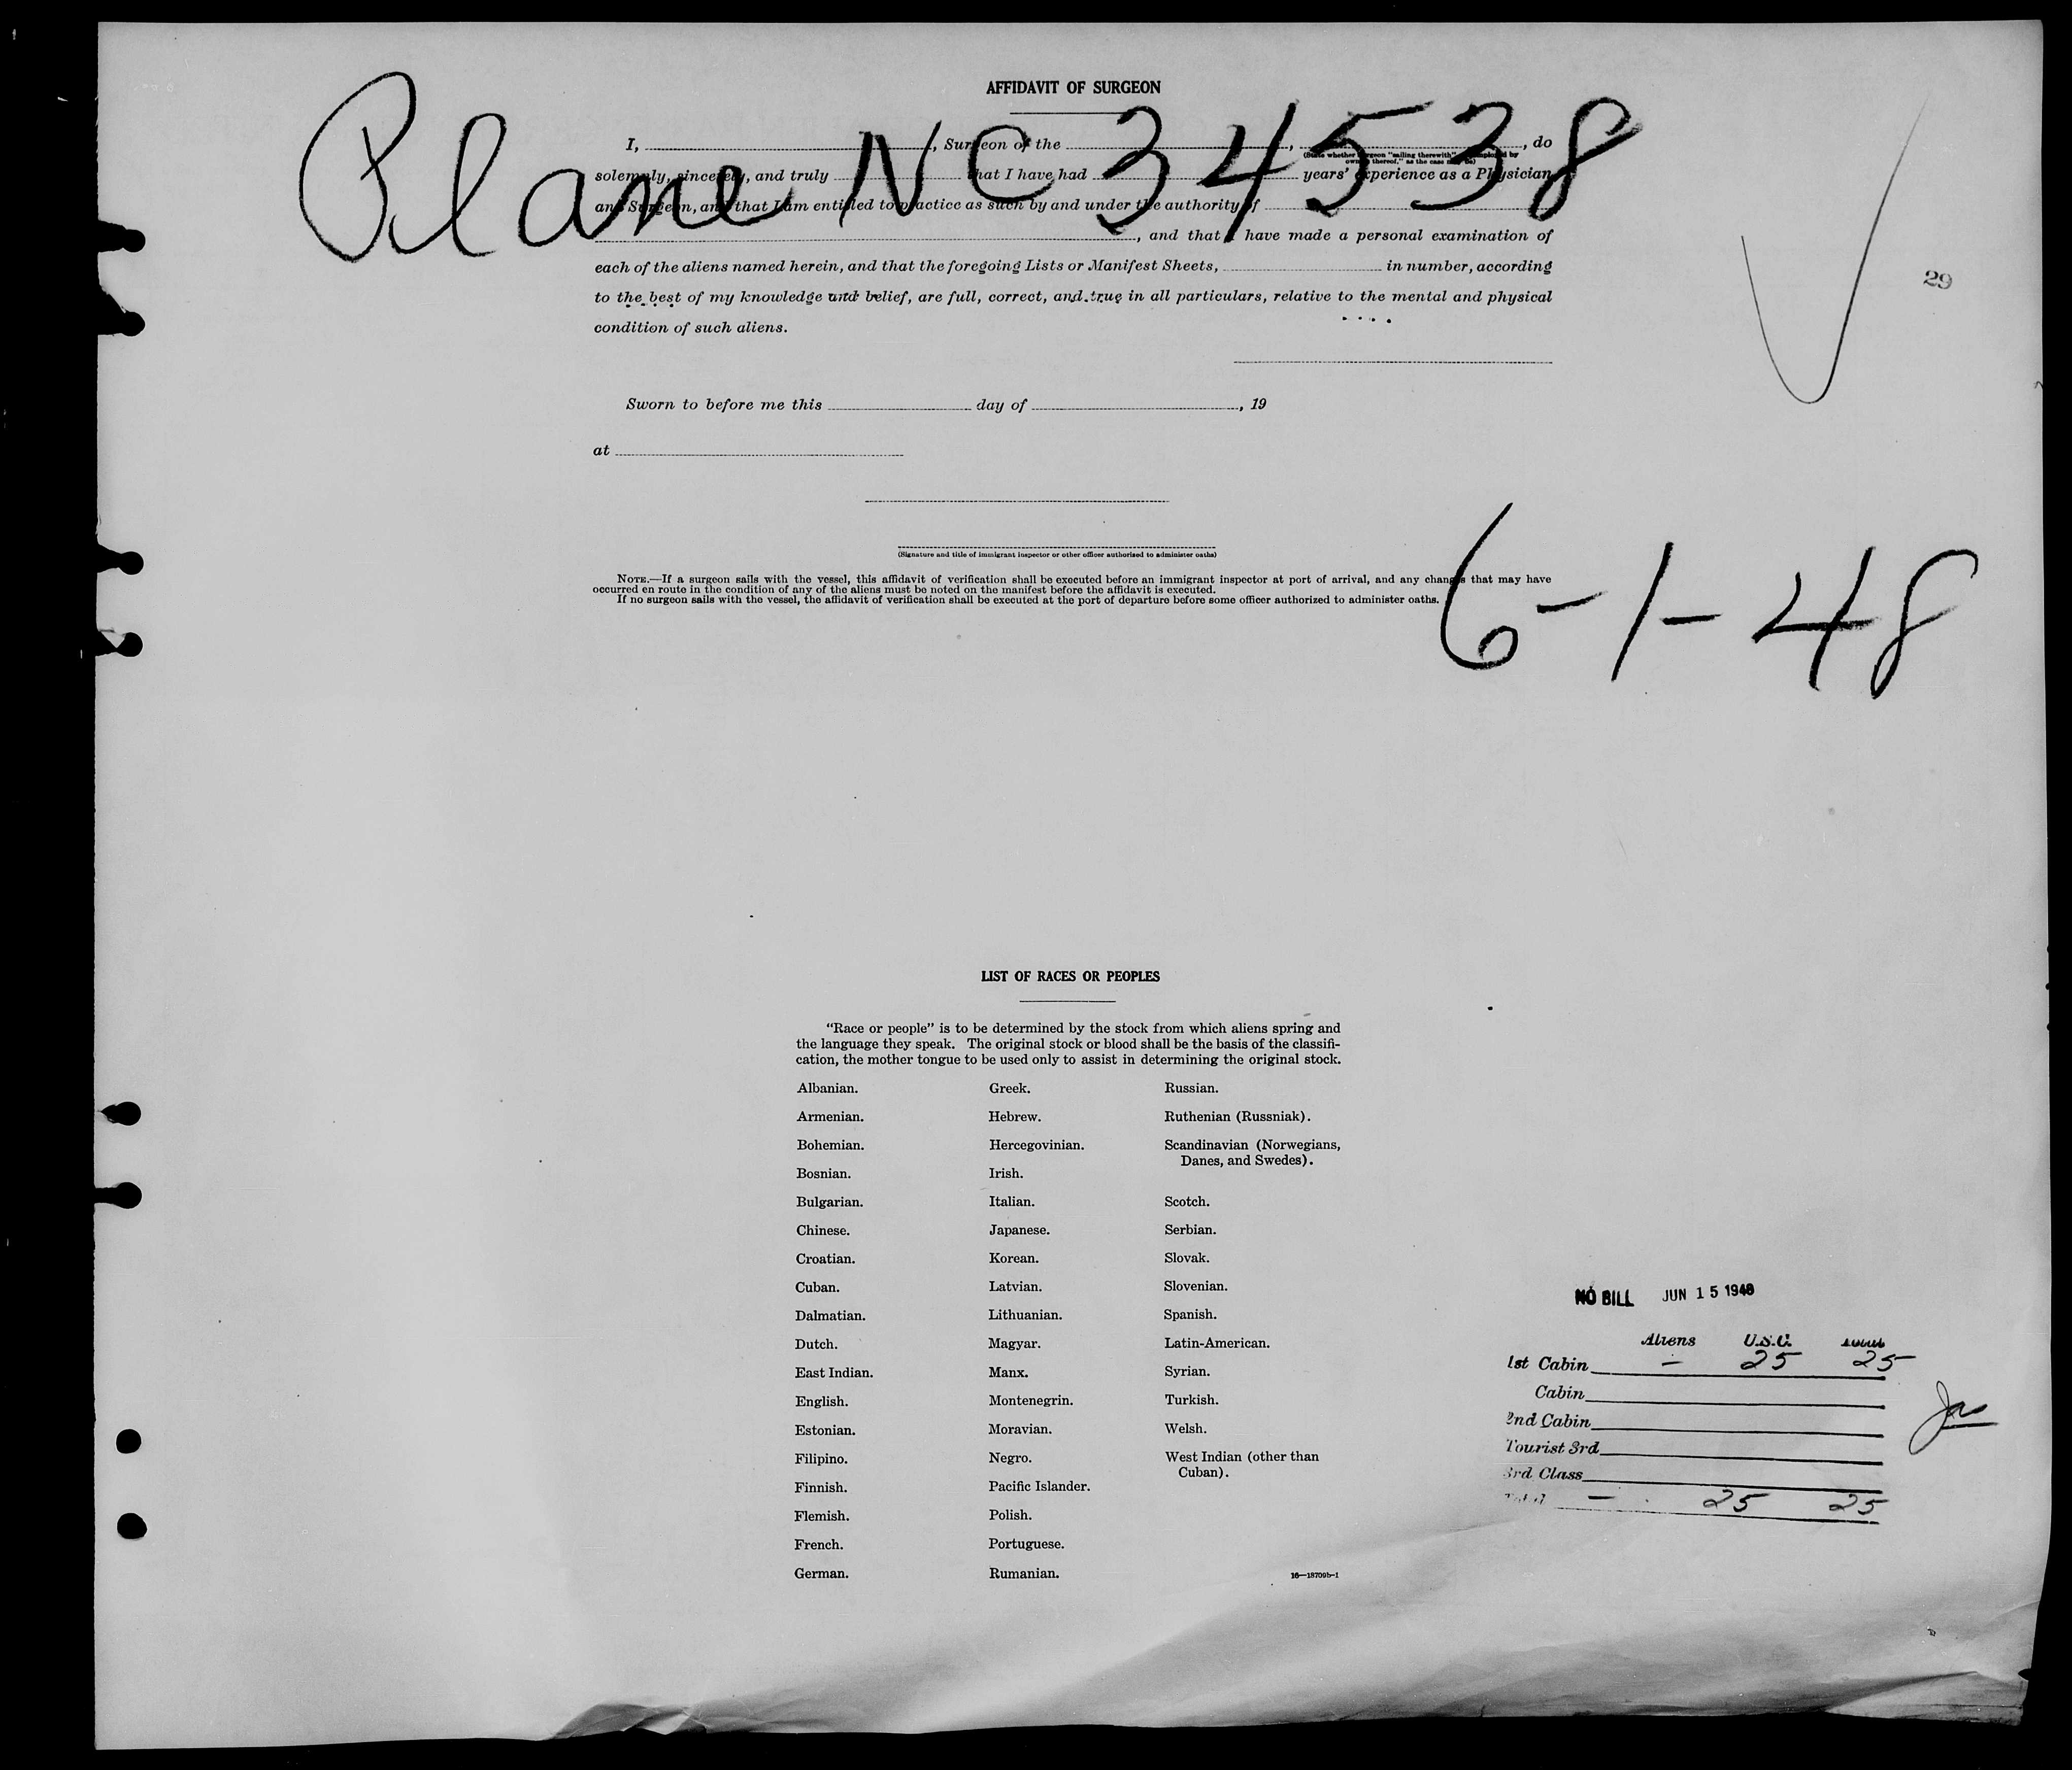 AFFIDAVIT OF SURGEON
Plane NC 34538
I, , Surgeon of the , , do
(State whether surgeon "sailing therewith" or employed by
owners thereof," as the case may be)
solemnly, sincerely, and truly that I have had years' experience as a Physician
and Surgeon, and that I am entitled to practice as such by and under the authority of
, and that I have made a personal examination of
each of the aliens named herein, and that the foregoing Lists or Manifest Sheets, in number, according
to the best of my knowledge and belief, are full, correct, and true in all particulars, relative to the mental and physical
condition of such aliens.
29
Sworn to before me this day of , 19
at
(Signature and title of immigrant inspector or other officer authorized to administer oaths)
NOTE.—If a surgeon sails with the vessel, this affidavit of verification shall be executed before an immigrant inspector at port of arrival, and any changes that may have
occurred en route in the condition of any of the aliens must be noted on the manifest before the affidavit is executed.
If no surgeon sails with the vessel, the affidavit of verification shall be executed at the port of departure before some officer authorized to administer oaths.
6-1-48
LIST OF RACES OR PEOPLES
"Race or people" is to be determined by the stock from which aliens spring and
the language they speak. The original stock or blood shall be the basis of the classifi-
cation, the mother tongue to be used only to assist in determining the original stock.
Albanian.
Armenian.
Bohemian.
Bosnian.
Bulgarian.
Chinese.
Croatian.
Cuban.
Dalmatian.
Dutch.
East Indian.
English.
Estonian.
Filipino.
Finnish.
Flemish.
French.
German.
Greek.
Hebrew.
Hercegovinian.
Irish.
Italian.
Japanese.
Korean.
Latvian.
Lithuanian.
Magyar.
Manx.
Montenegrin.
Moravian.
Negro.
Pacific Islander.
Polish.
Portuguese.
Rumanian.
Russian.
Ruthenian (Russniak).
Scandinavian (Norwegians,
Danes, and Swedes).
Scotch.
Serbian.
Slovak.
Slovenian.
Spanish.
Latin-American.
Syrian.
Turkish.
Welsh.
West Indian (other than
Cuban).
16—18709b-1
NO BILL JUN 15 1948
Aliens U.S.C. Total
1st Cabin — 25 25
Cabin
2nd Cabin
Tourist 3rd
3rd Class
Total — 25 25